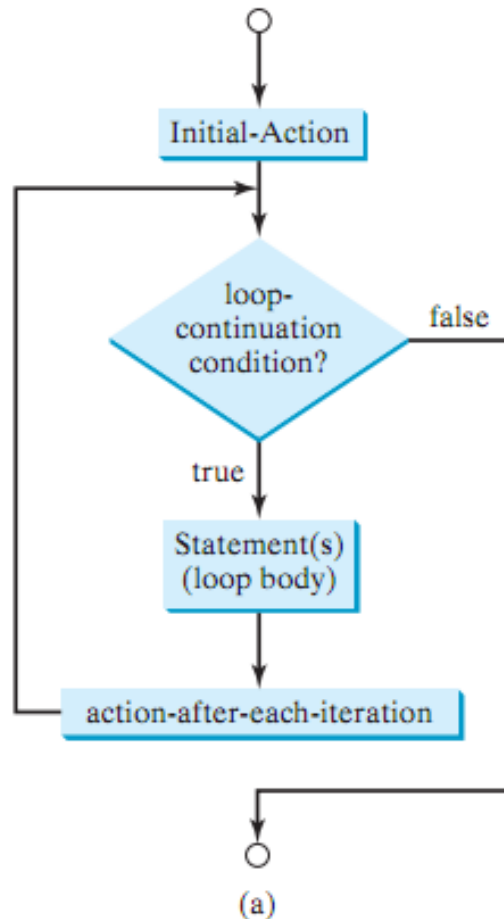 Initial-Action
loop-
continuation
condition?
false
true
Statement(s)
(loop body)
action-after-each-iteration
(a)